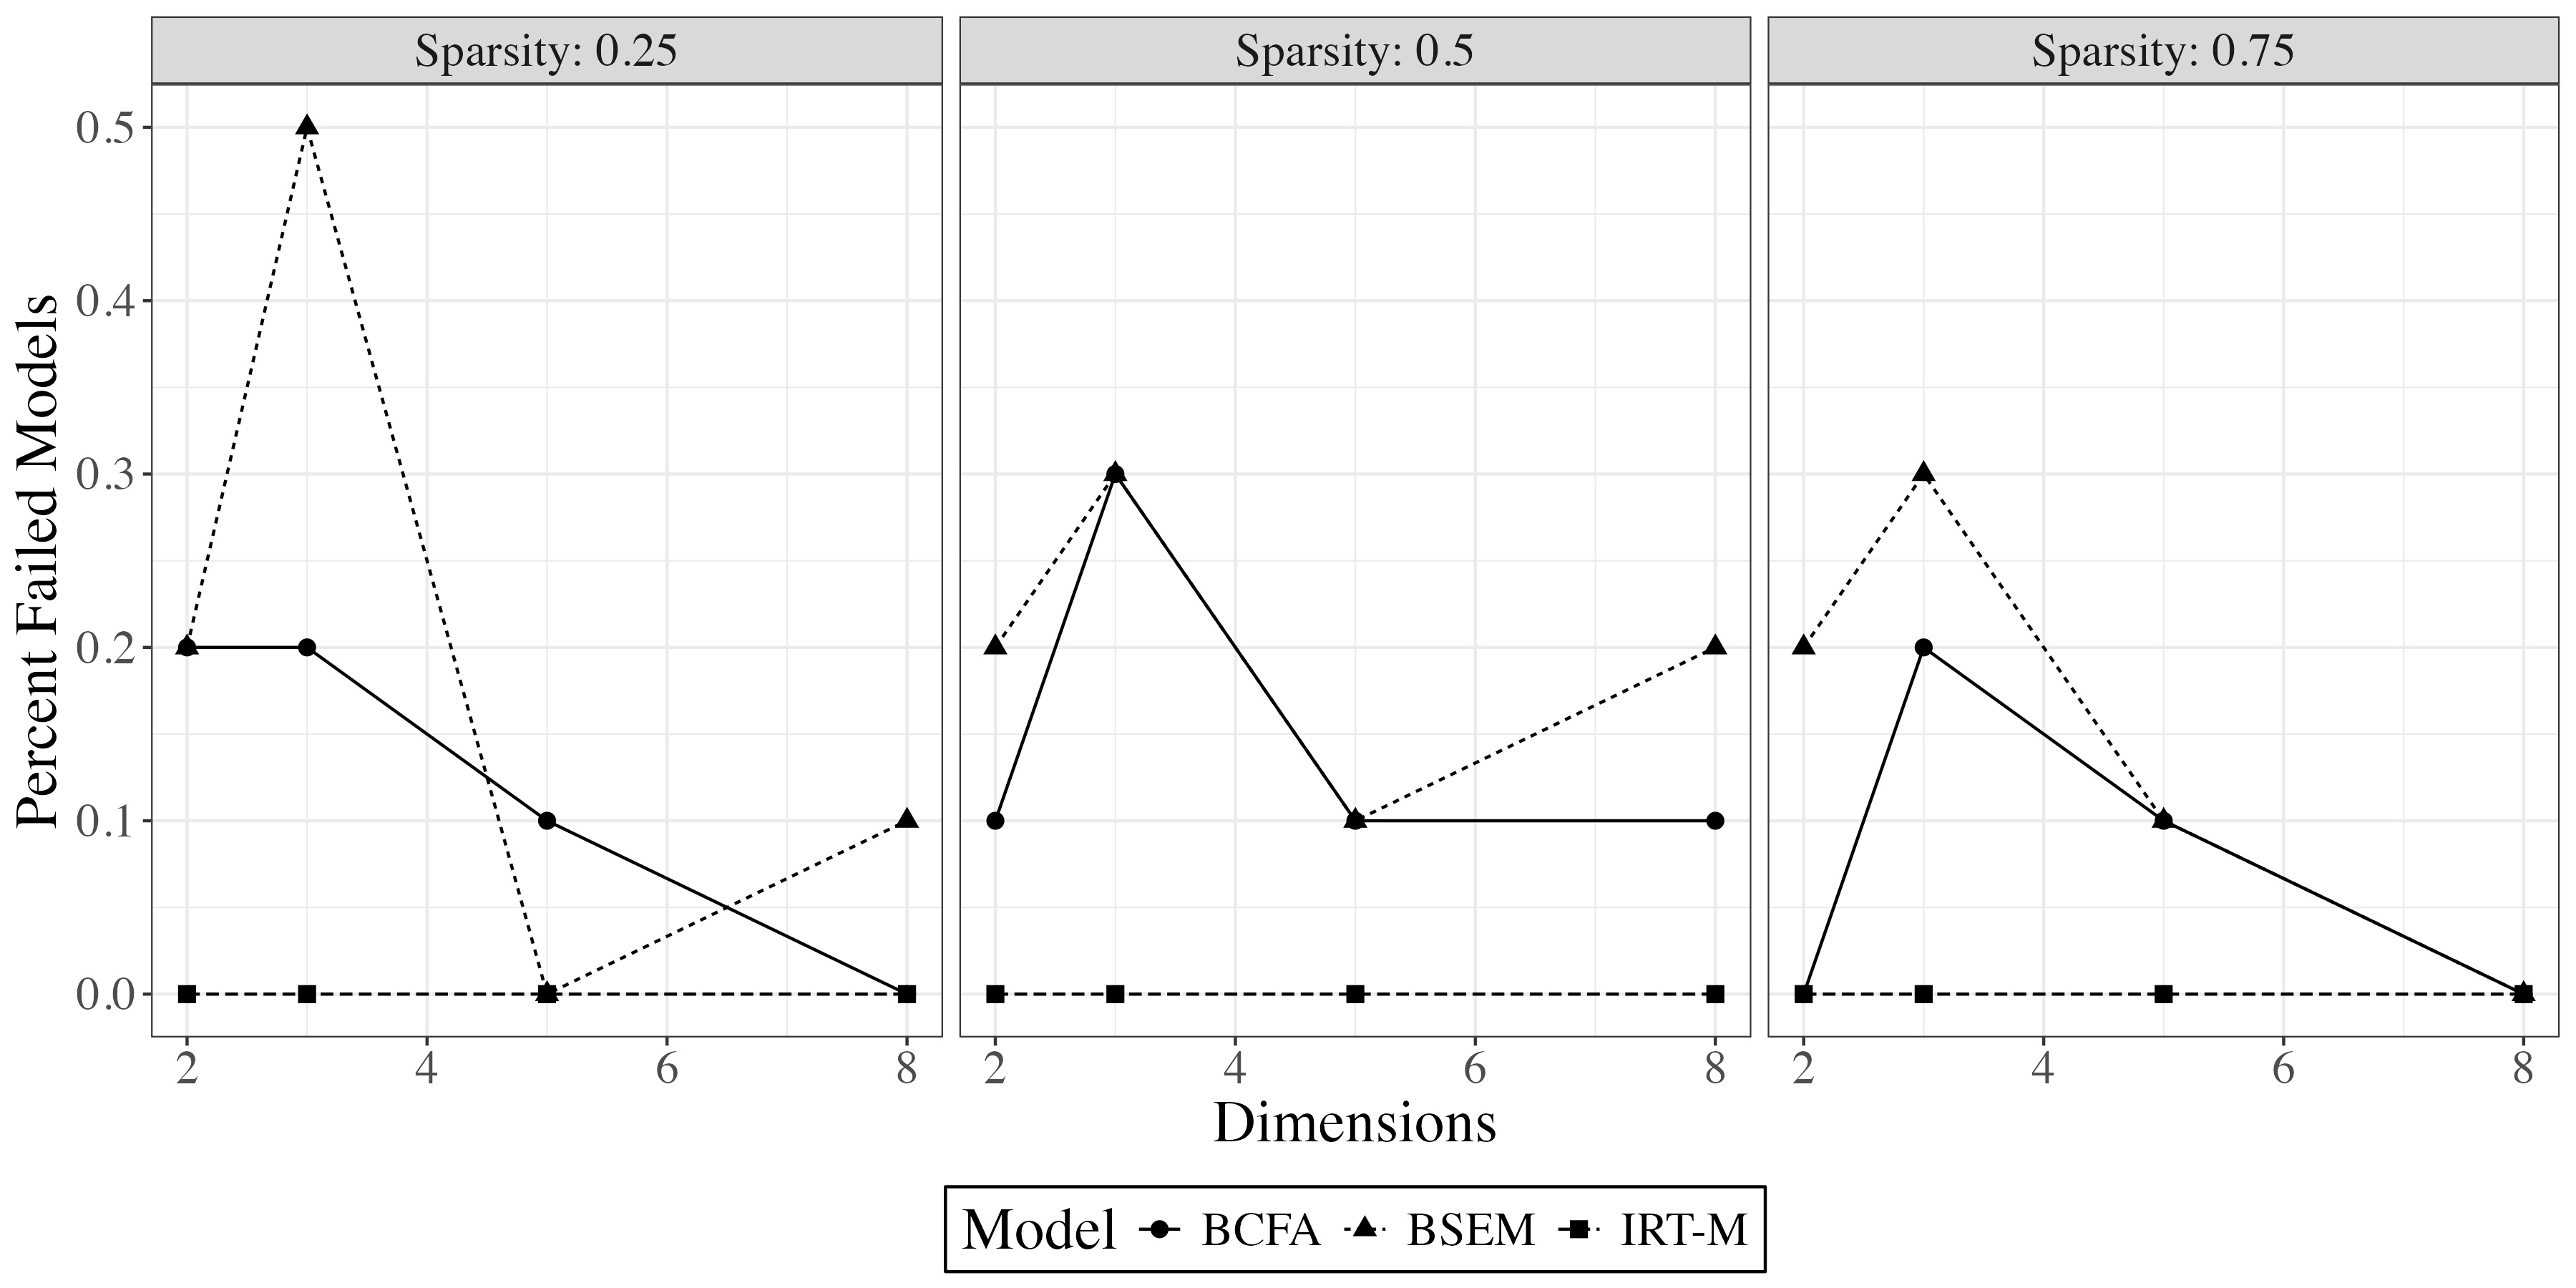 Sparsity: 0.25
Sparsity: 0.5
Sparsity: 0.75
Percent Failed Models
0.5
0.4
0.3
0.2
0.1
0.0
2 4 6 8
2 4 6 8
2 4 6 8
Dimensions
Model BCFA BSEM IRT-M